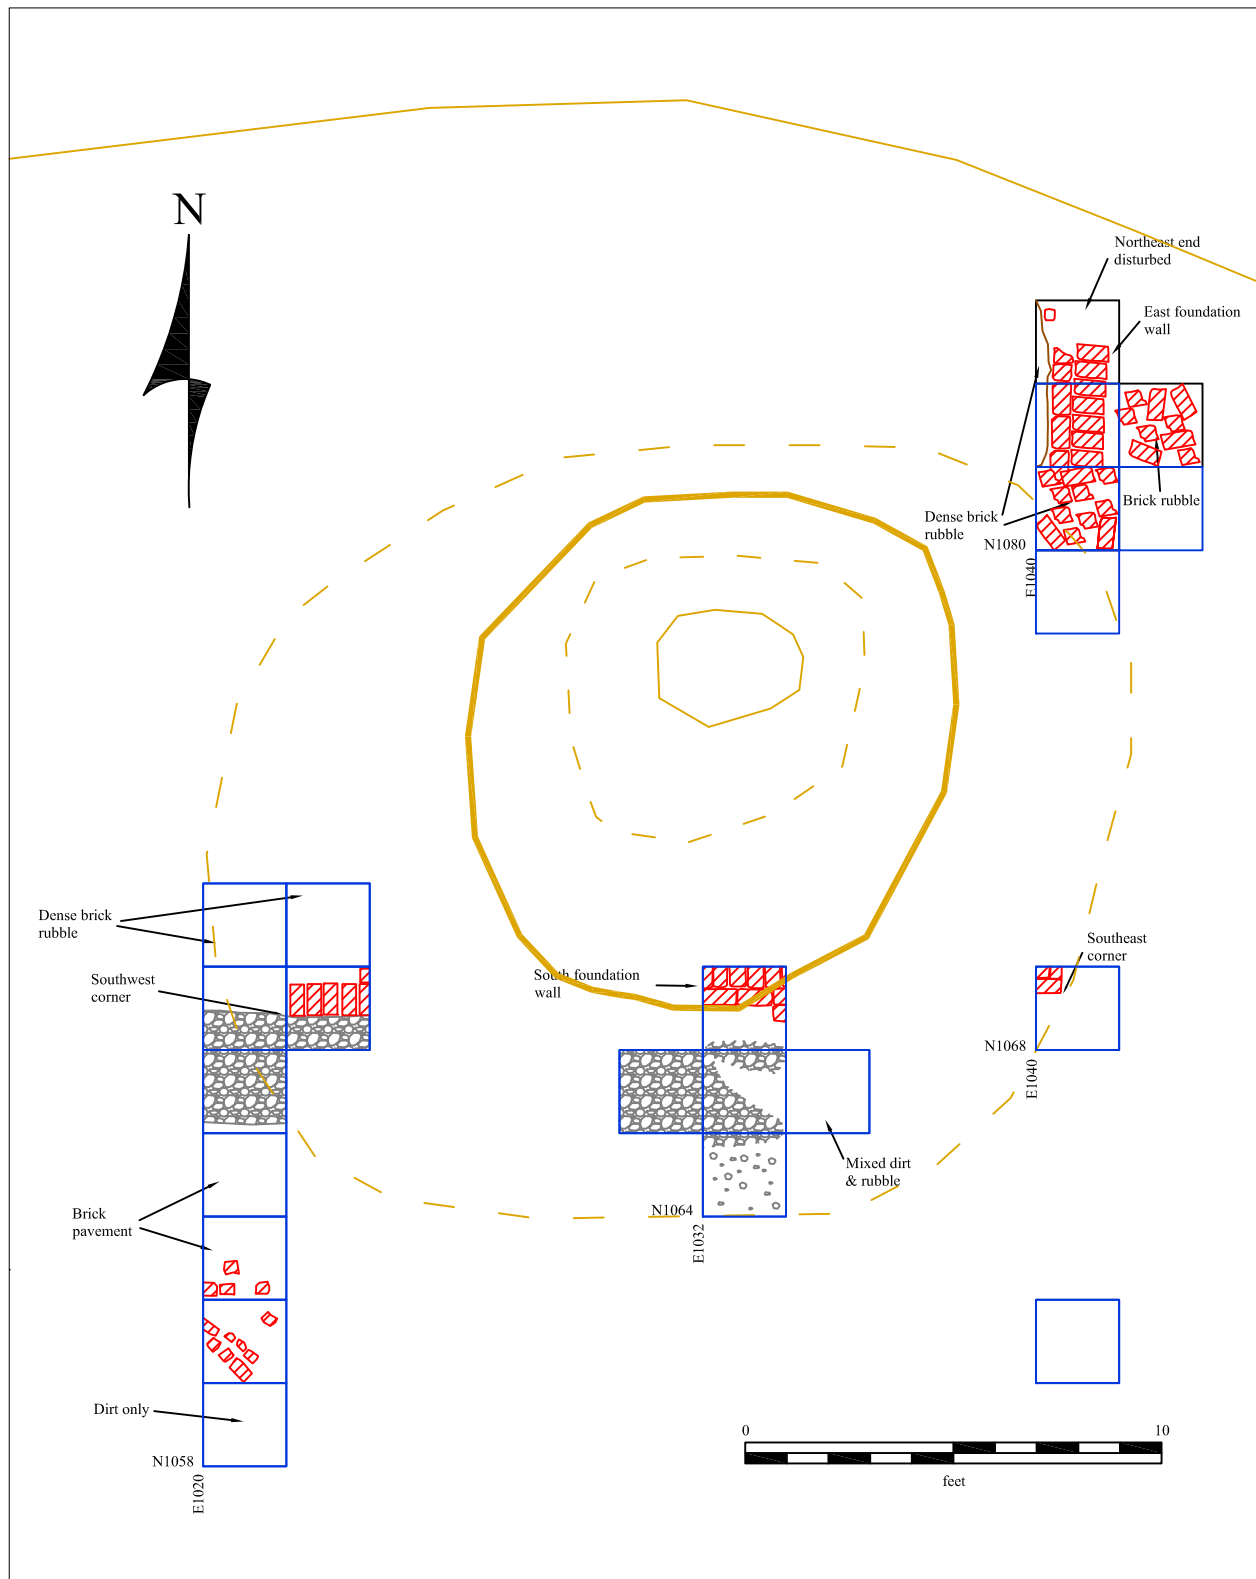 N
Northeast end
disturbed
East foundation
wall
Brick rubble
Dense brick
rubble
N1080
E1040
Dense brick
rubble
Southwest
corner
South foundation
wall
Southeast
corner
N1068
E1040
Mixed dirt
& rubble
N1064
E1032
Brick
pavement
Dirt only
N1058
E1020
0
10
feet